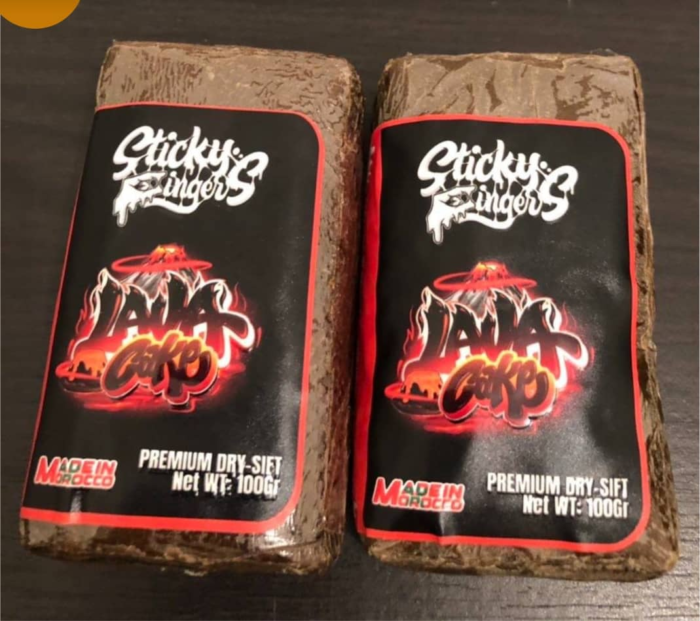 Sticky
Fingers
LAVA
Cake
MADE IN
MOROCCO
PREMIUM DRY-SIFT
Net WT: 100Gr
Sticky
Fingers
LAVA
Cake
MADE IN
MOROCCO
PREMIUM DRY-SIFT
Net WT: 100Gr